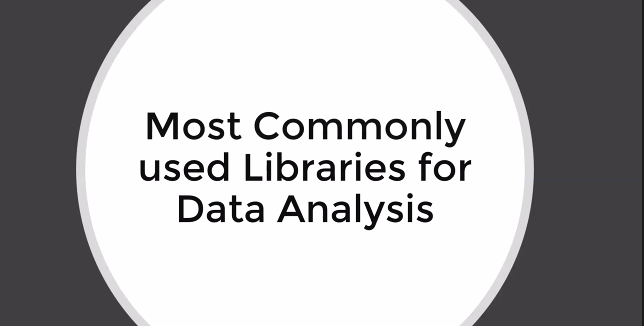 Most Commonly
used Libraries for
Data Analysis